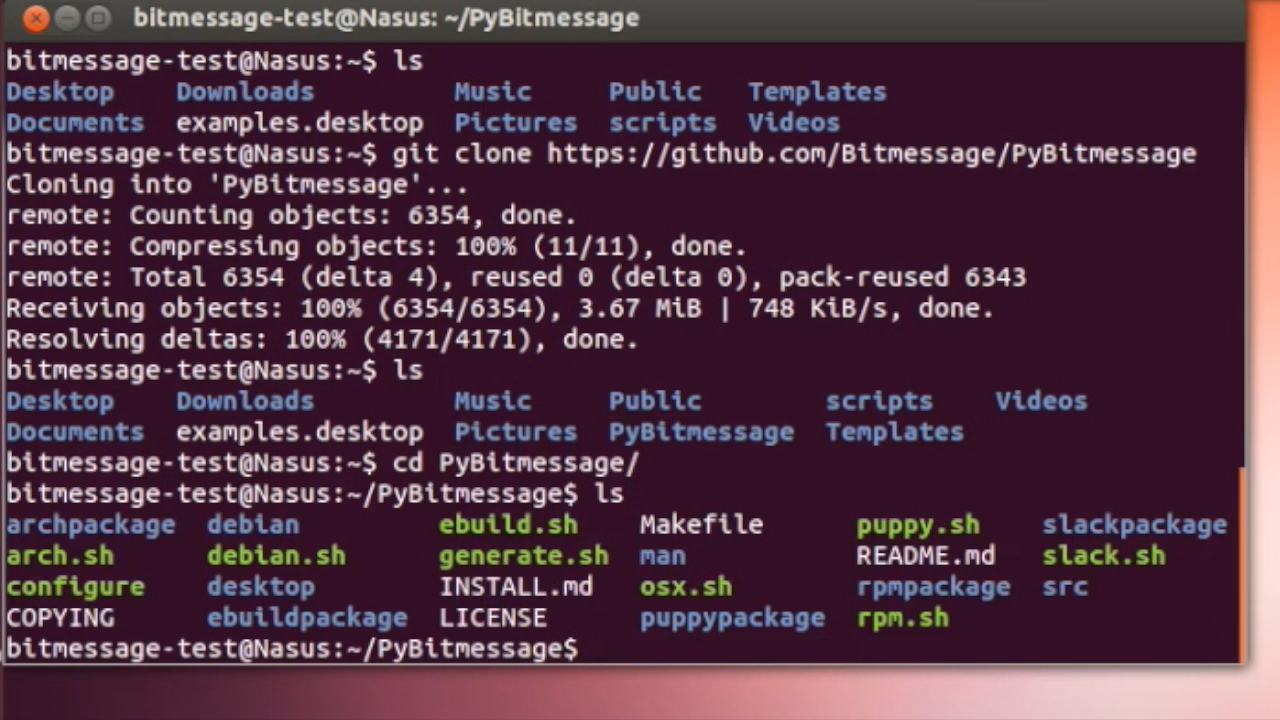 bitmessage-test@Nasus: ~/PyBitmessage
bitmessage-test@Nasus:~$ ls
Desktop Downloads Music Public Templates
Documents examples.desktop Pictures scripts Videos
bitmessage-test@Nasus:~$ git clone https://github.com/Bitmessage/PyBitmessage
Cloning into 'PyBitmessage'...
remote: Counting objects: 6354, done.
remote: Compressing objects: 100% (11/11), done.
remote: Total 6354 (delta 4), reused 0 (delta 0), pack-reused 6343
Receiving objects: 100% (6354/6354), 3.67 MiB | 748 KiB/s, done.
Resolving deltas: 100% (4171/4171), done.
bitmessage-test@Nasus:~$ ls
Desktop Downloads Music Public scripts Videos
Documents examples.desktop Pictures PyBitmessage Templates
bitmessage-test@Nasus:~$ cd PyBitmessage/
bitmessage-test@Nasus:~/PyBitmessage$ ls
archpackage debian ebuild.sh Makefile puppy.sh slackpackage
arch.sh debian.sh generate.sh man README.md slack.sh
configure desktop INSTALL.md osx.sh rpmpackage src
COPYING ebuildpackage LICENSE puppypackage rpm.sh
bitmessage-test@Nasus:~/PyBitmessage$